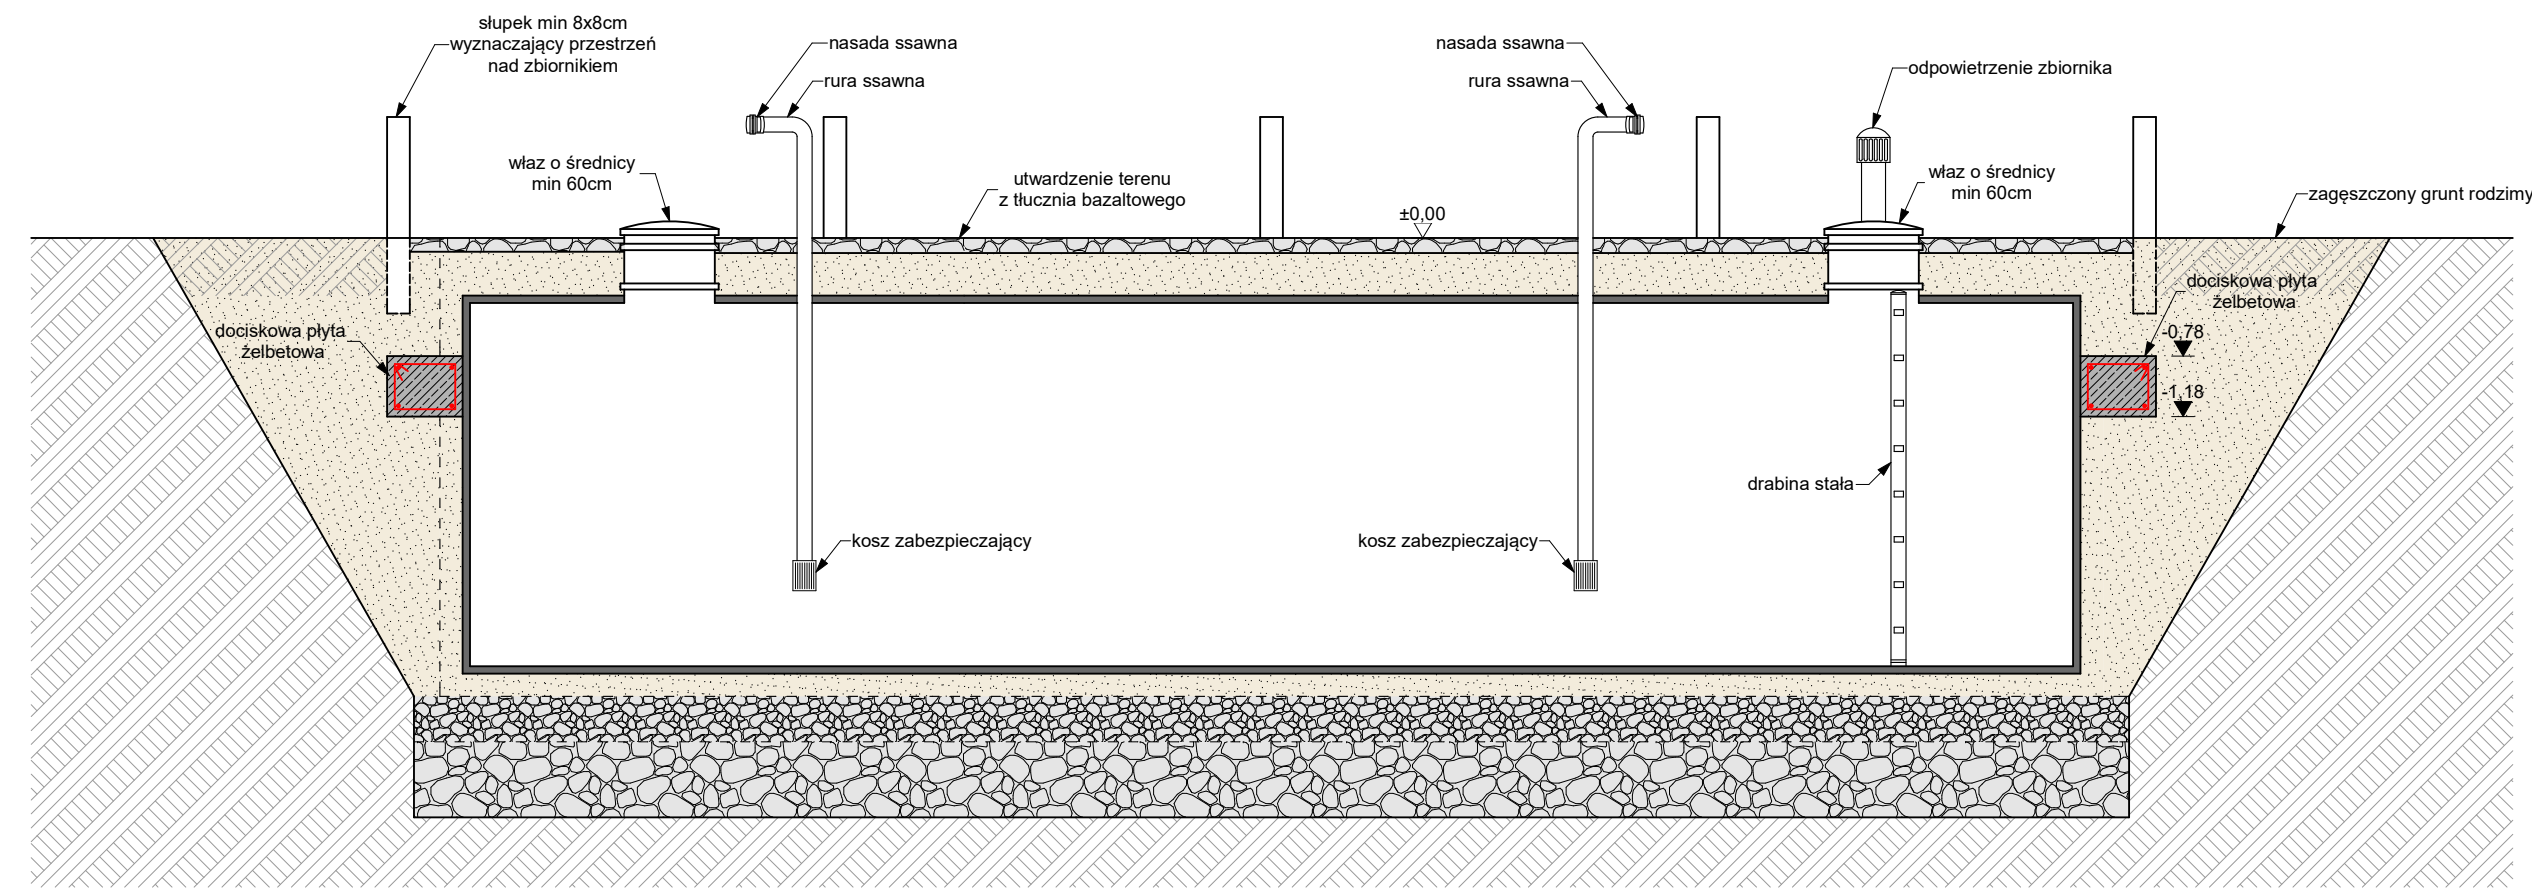 słupek min 8x8cm
wyznaczający przestrzeń
nad zbiornikiem
nasada ssawna
rura ssawna
nasada ssawna
rura ssawna
odpowietrzenie zbiornika
właz o średnicy
min 60cm
utwardzenie terenu
z tłucznia bazaltowego
±0,00
właz o średnicy
min 60cm
zagęszczony grunt rodzimy
dociskowa płyta
żelbetowa
dociskowa płyta
żelbetowa
-0,78
-1,18
drabina stała
kosz zabezpieczający
kosz zabezpieczający